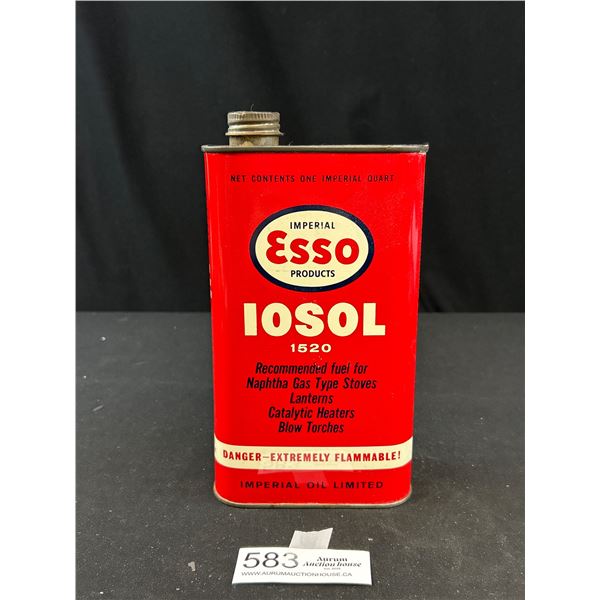 NET CONTENTS ONE IMPERIAL QUART
IMPERIAL
Esso
PRODUCTS
IOSOL
1520
Recommended fuel for
Naphtha Gas Type Stoves
Lanterns
Catalytic Heaters
Blow Torches
DANGER—EXTREMELY FLAMMABLE!
IMPERIAL OIL LIMITED
583 Aurum
Auction house
WWW.AURUMAUCTIONHOUSE.CA